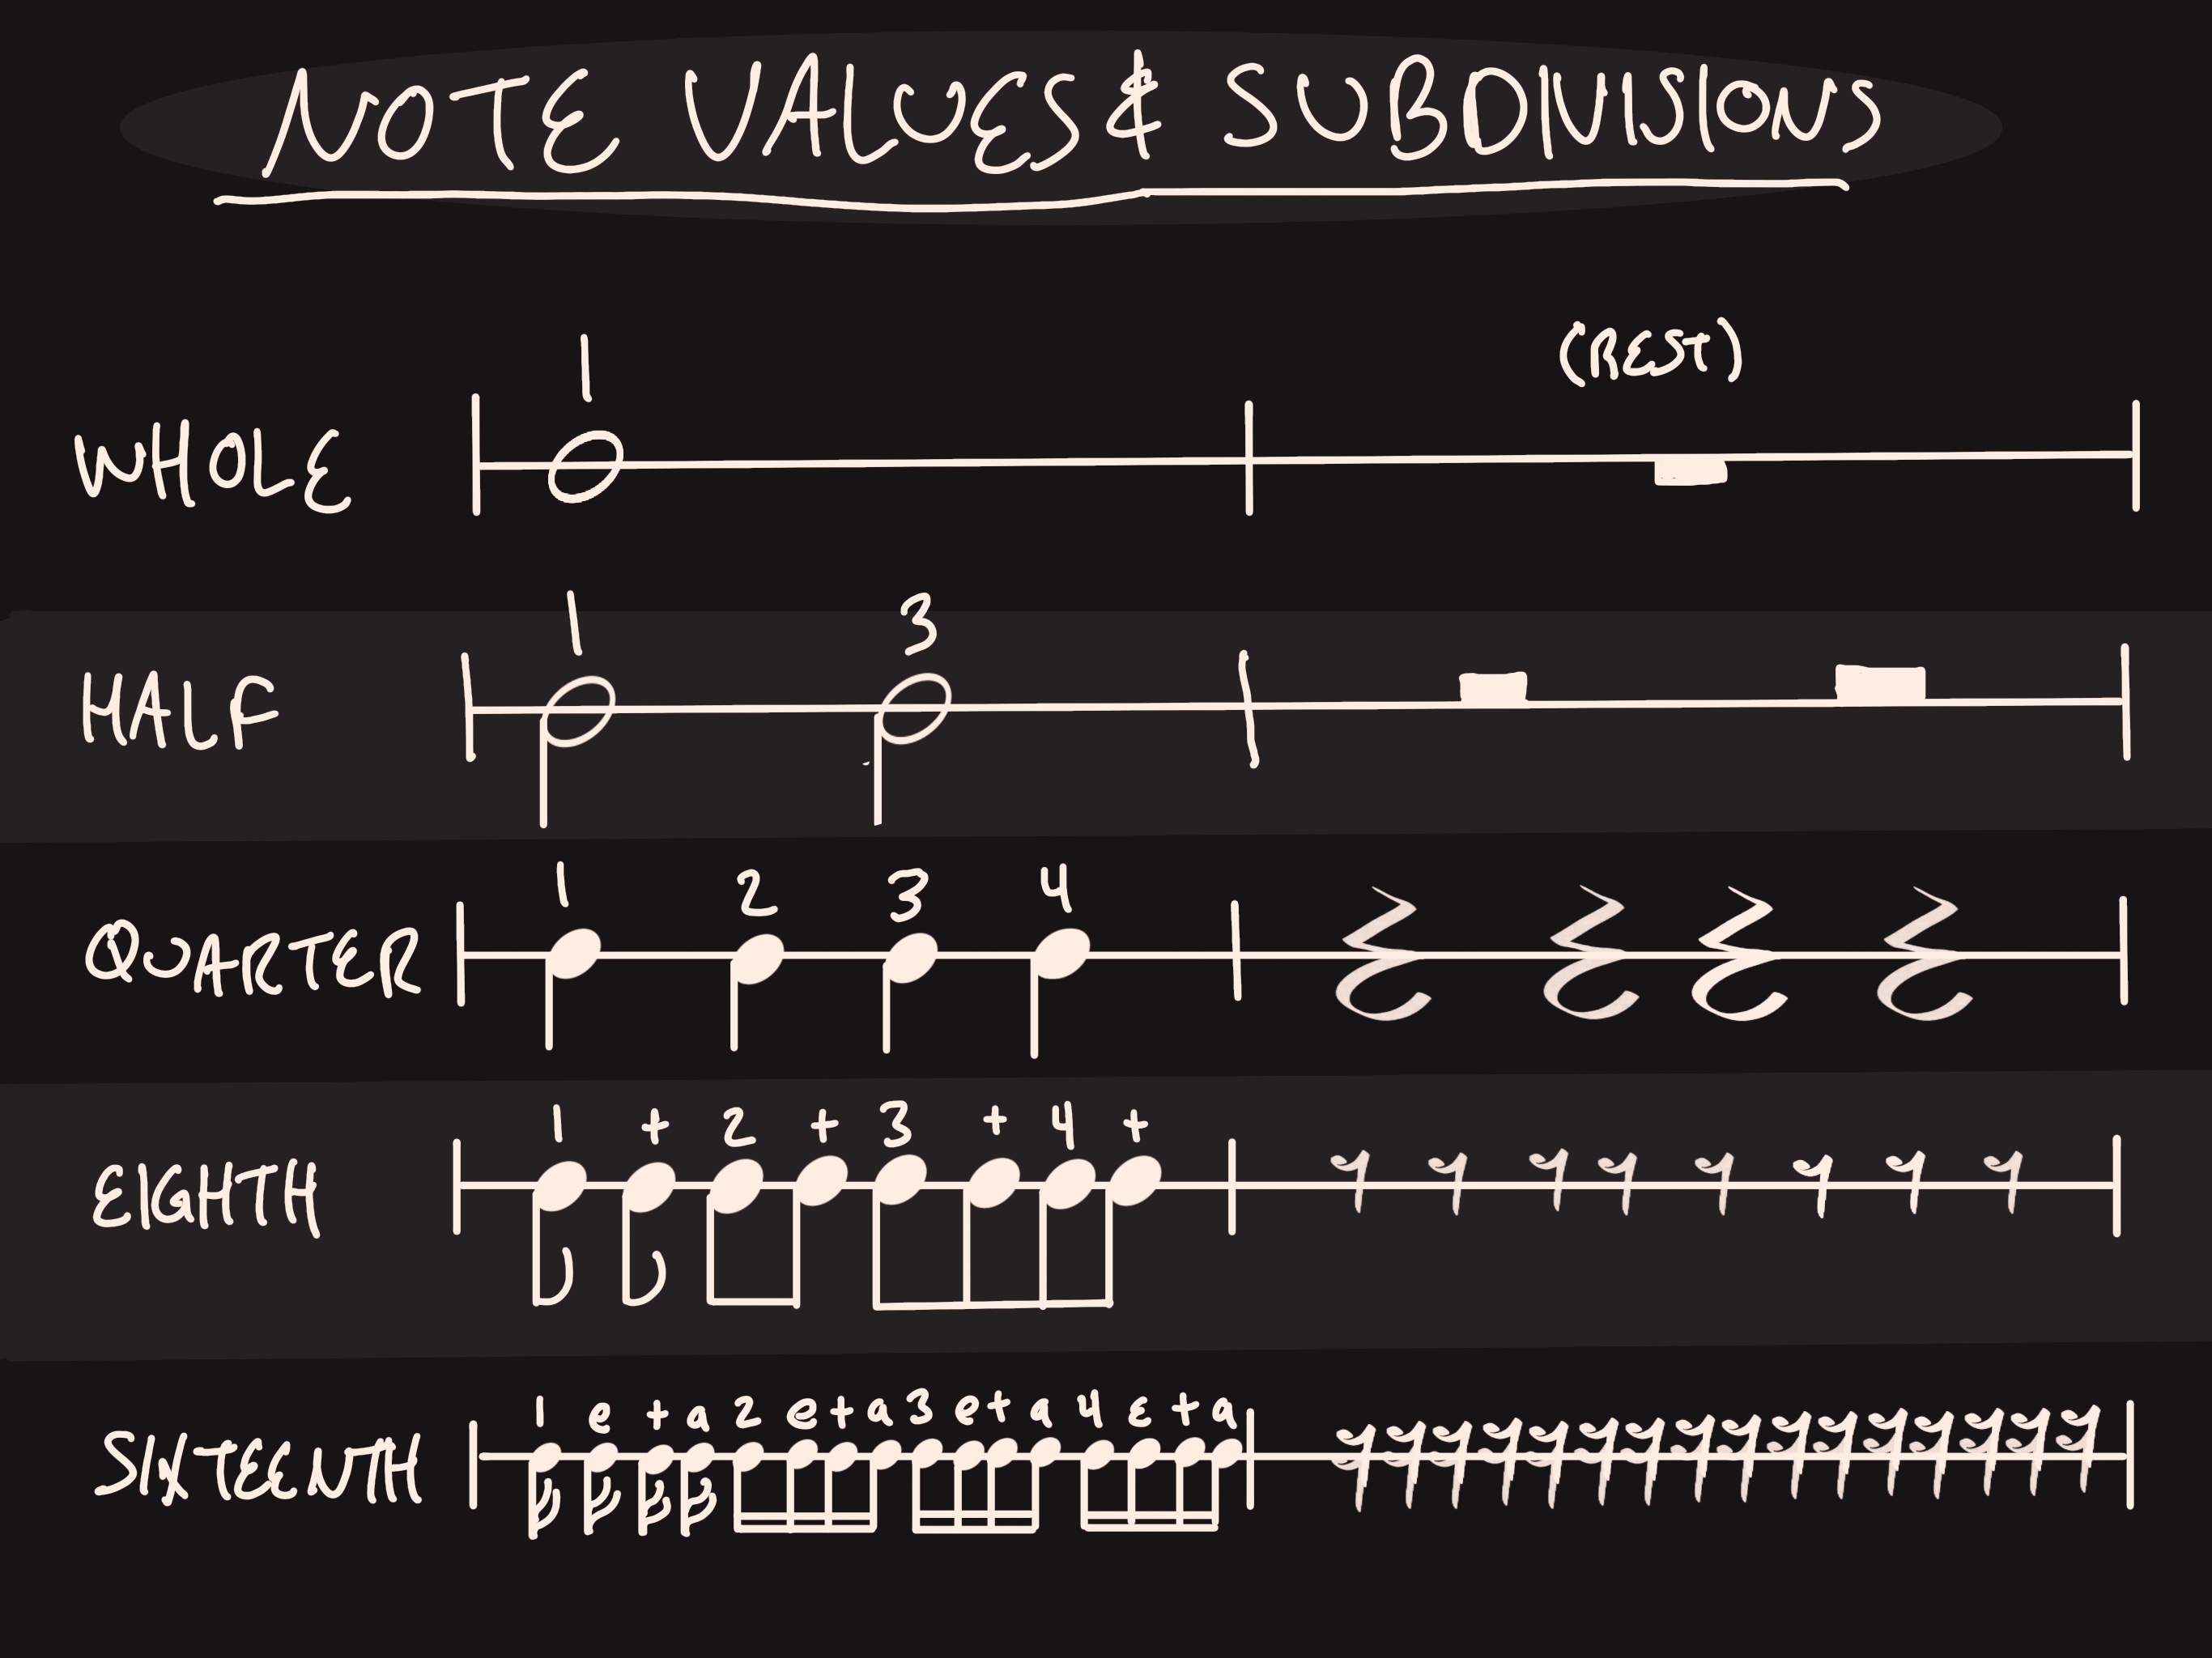 NOTE VALUES & SUBDIVISIONS
(REST)
1
WHOLE
1 3
HALF
1 2 3 4
QUARTER
1 + 2 + 3 + 4 +
EIGHTH
1 e + a 2 e + a 3 e + a 4 e + a
SIXTEENTH